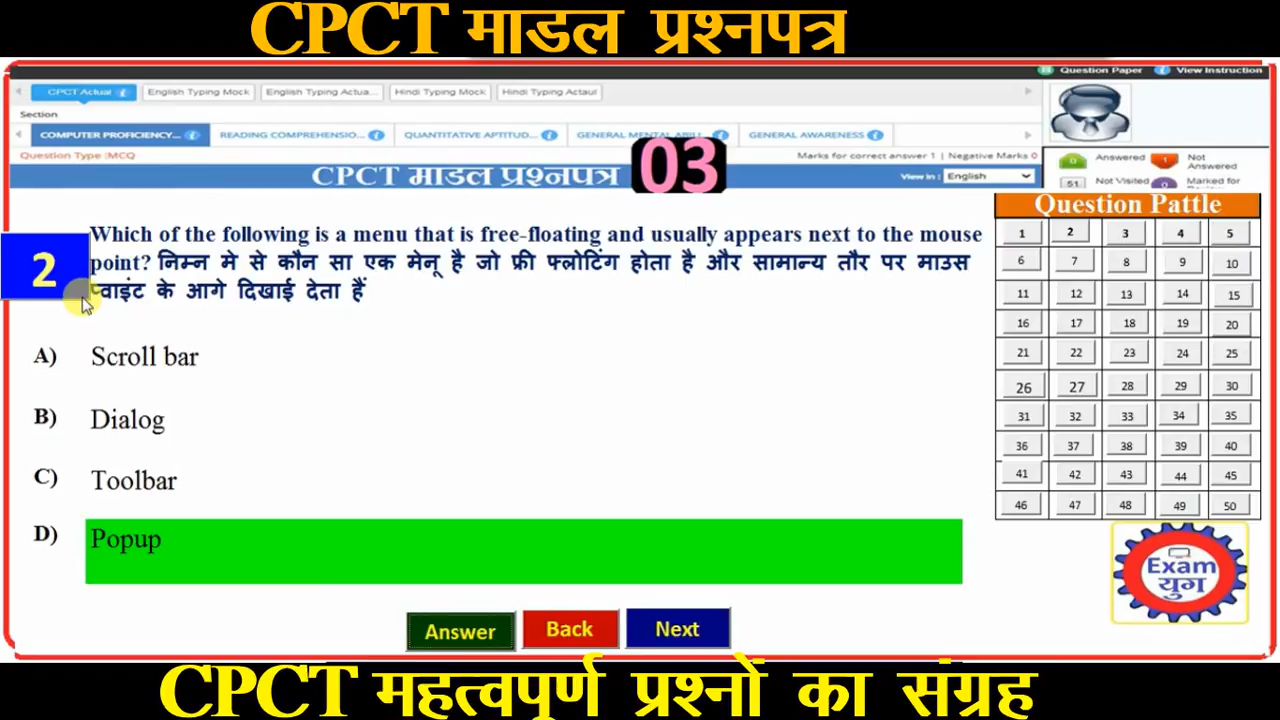 CPCT माडल प्रश्नपत्र
Question Paper View Instruction
CPCT Actual English Typing Mock English Typing Actua... Hindi Typing Mock Hindi Typing Actaul
Section
COMPUTER PROFICIENCY... READING COMPREHENSIO... QUANTITATIVE APTITUD... GENERAL MENTAL ABILI... GENERAL AWARENESS
Question Type :MCQ
Marks for correct answer 1 | Negative Marks 0
CPCT माडल प्रश्नपत्र 03
View in : English
0 Answered 1 Not Answered
51 Not Visited 0 Marked for
Question Pattle
1 2 3 4 5
6 7 8 9 10
11 12 13 14 15
16 17 18 19 20
21 22 23 24 25
26 27 28 29 30
31 32 33 34 35
36 37 38 39 40
41 42 43 44 45
46 47 48 49 50
2
Which of the following is a menu that is free-floating and usually appears next to the mouse
point? निम्न मे से कौन सा एक मेनू है जो फ्री फ्लोटिंग होता है और सामान्य तौर पर माउस
प्वाइंट के आगे दिखाई देता हैं
A) Scroll bar
B) Dialog
C) Toolbar
D) Popup
Exam
युग
Answer Back Next
CPCT महत्वपूर्ण प्रश्नों का संग्रह